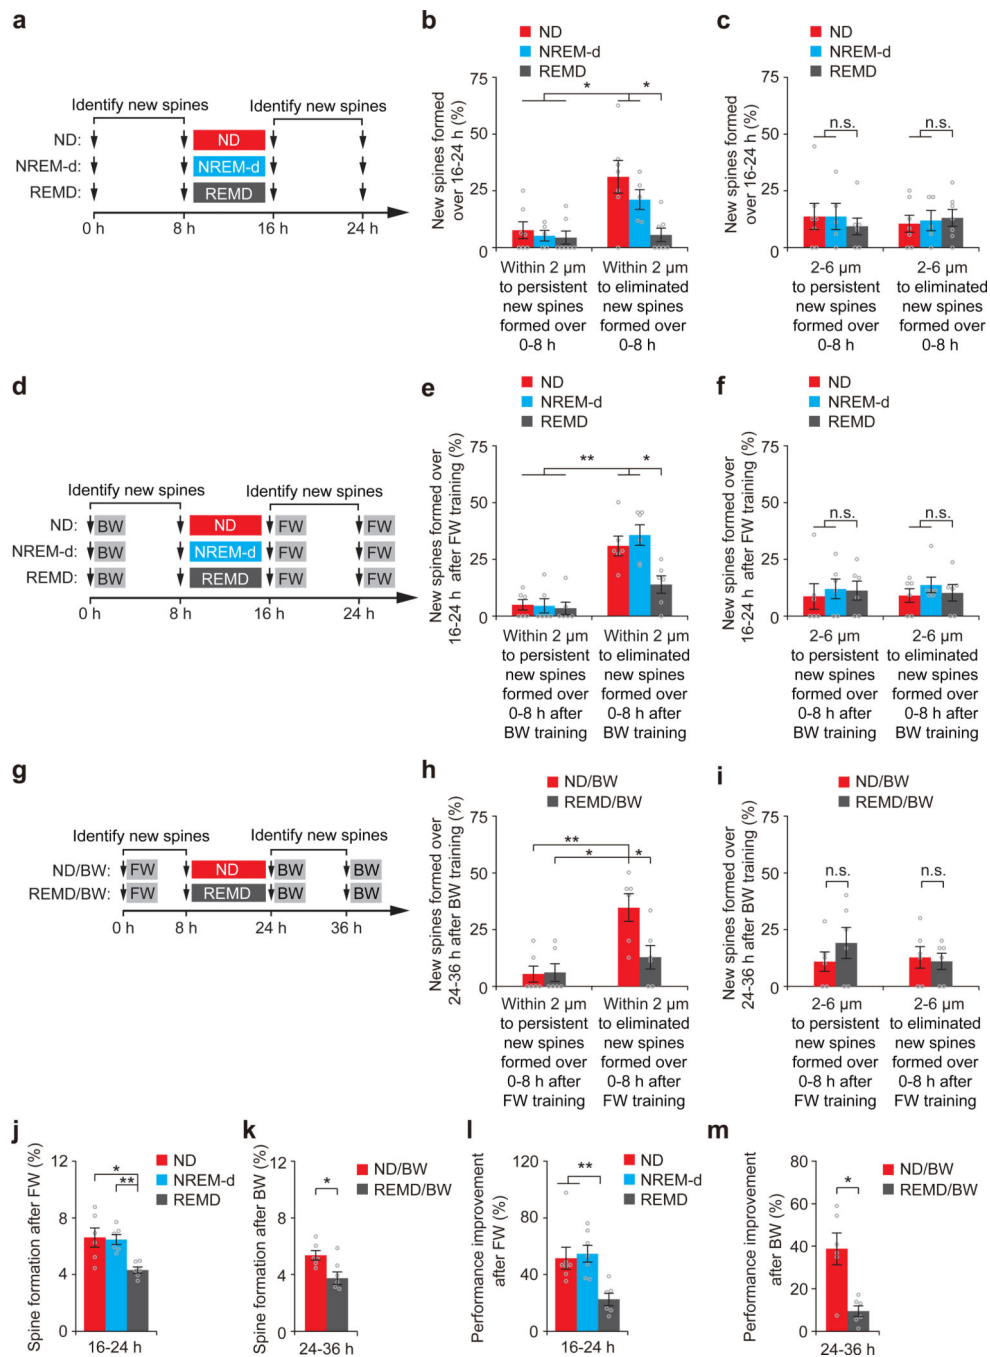 a
Identify new spines
Identify new spines
ND:
ND
NREM-d:
NREM-d
REMD:
REMD
0 h
8 h
16 h
24 h
b
ND
NREM-d
REMD
New spines formed
over 16-24 h (%)
75
50
25
0
*
*
Within 2 µm
to persistent
new spines
formed over
0-8 h
Within 2 µm
to eliminated
new spines
formed over
0-8 h
c
ND
NREM-d
REMD
New spines formed
over 16-24 h (%)
75
50
25
0
n.s.
n.s.
2-6 µm
to persistent
new spines
formed over
0-8 h
2-6 µm
to eliminated
new spines
formed over
0-8 h
d
Identify new spines
Identify new spines
ND:
BW
ND
FW
FW
NREM-d:
BW
NREM-d
FW
FW
REMD:
BW
REMD
FW
FW
0 h
8 h
16 h
24 h
e
ND
NREM-d
REMD
New spines formed over
16-24 h after FW training (%)
75
50
25
0
**
*
Within 2 µm
to persistent
new spines
formed over
0-8 h after
BW training
Within 2 µm
to eliminated
new spines
formed over
0-8 h after
BW training
f
ND
NREM-d
REMD
New spines formed over
16-24 h after FW training (%)
75
50
25
0
n.s.
n.s.
2-6 µm
to persistent
new spines
formed over
0-8 h after
BW training
2-6 µm
to eliminated
new spines
formed over
0-8 h after
BW training
g
Identify new spines
Identify new spines
ND/BW:
FW
ND
BW
BW
REMD/BW:
FW
REMD
BW
BW
0 h
8 h
24 h
36 h
h
ND/BW
REMD/BW
New spines formed over
24-36 h after BW training (%)
75
50
25
0
**
*
*
Within 2 µm
to persistent
new spines
formed over
0-8 h after
FW training
Within 2 µm
to eliminated
new spines
formed over
0-8 h after
FW training
i
ND/BW
REMD/BW
New spines formed over
24-36 h after BW training (%)
75
50
25
0
n.s.
n.s.
2-6 µm
to persistent
new spines
formed over
0-8 h after
FW training
2-6 µm
to eliminated
new spines
formed over
0-8 h after
FW training
j
Spine formation after FW (%)
12
8
4
0
*
**
ND
NREM-d
REMD
16-24 h
k
Spine formation after BW (%)
12
8
4
0
*
ND/BW
REMD/BW
24-36 h
l
Performance improvement
after FW (%)
120
80
40
0
**
ND
NREM-d
REMD
16-24 h
m
Performance improvement
after BW (%)
80
60
40
20
0
*
ND/BW
REMD/BW
24-36 h